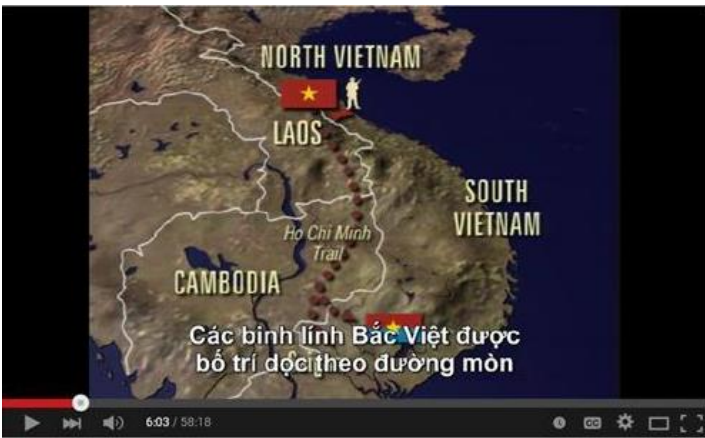 NORTH VIETNAM
LAOS
SOUTH
VIETNAM
Ho Chi Minh
Trail
CAMBODIA
Các binh lính Bắc Việt được
bố trí dọc theo đường mòn
6:03 / 58:18
CC